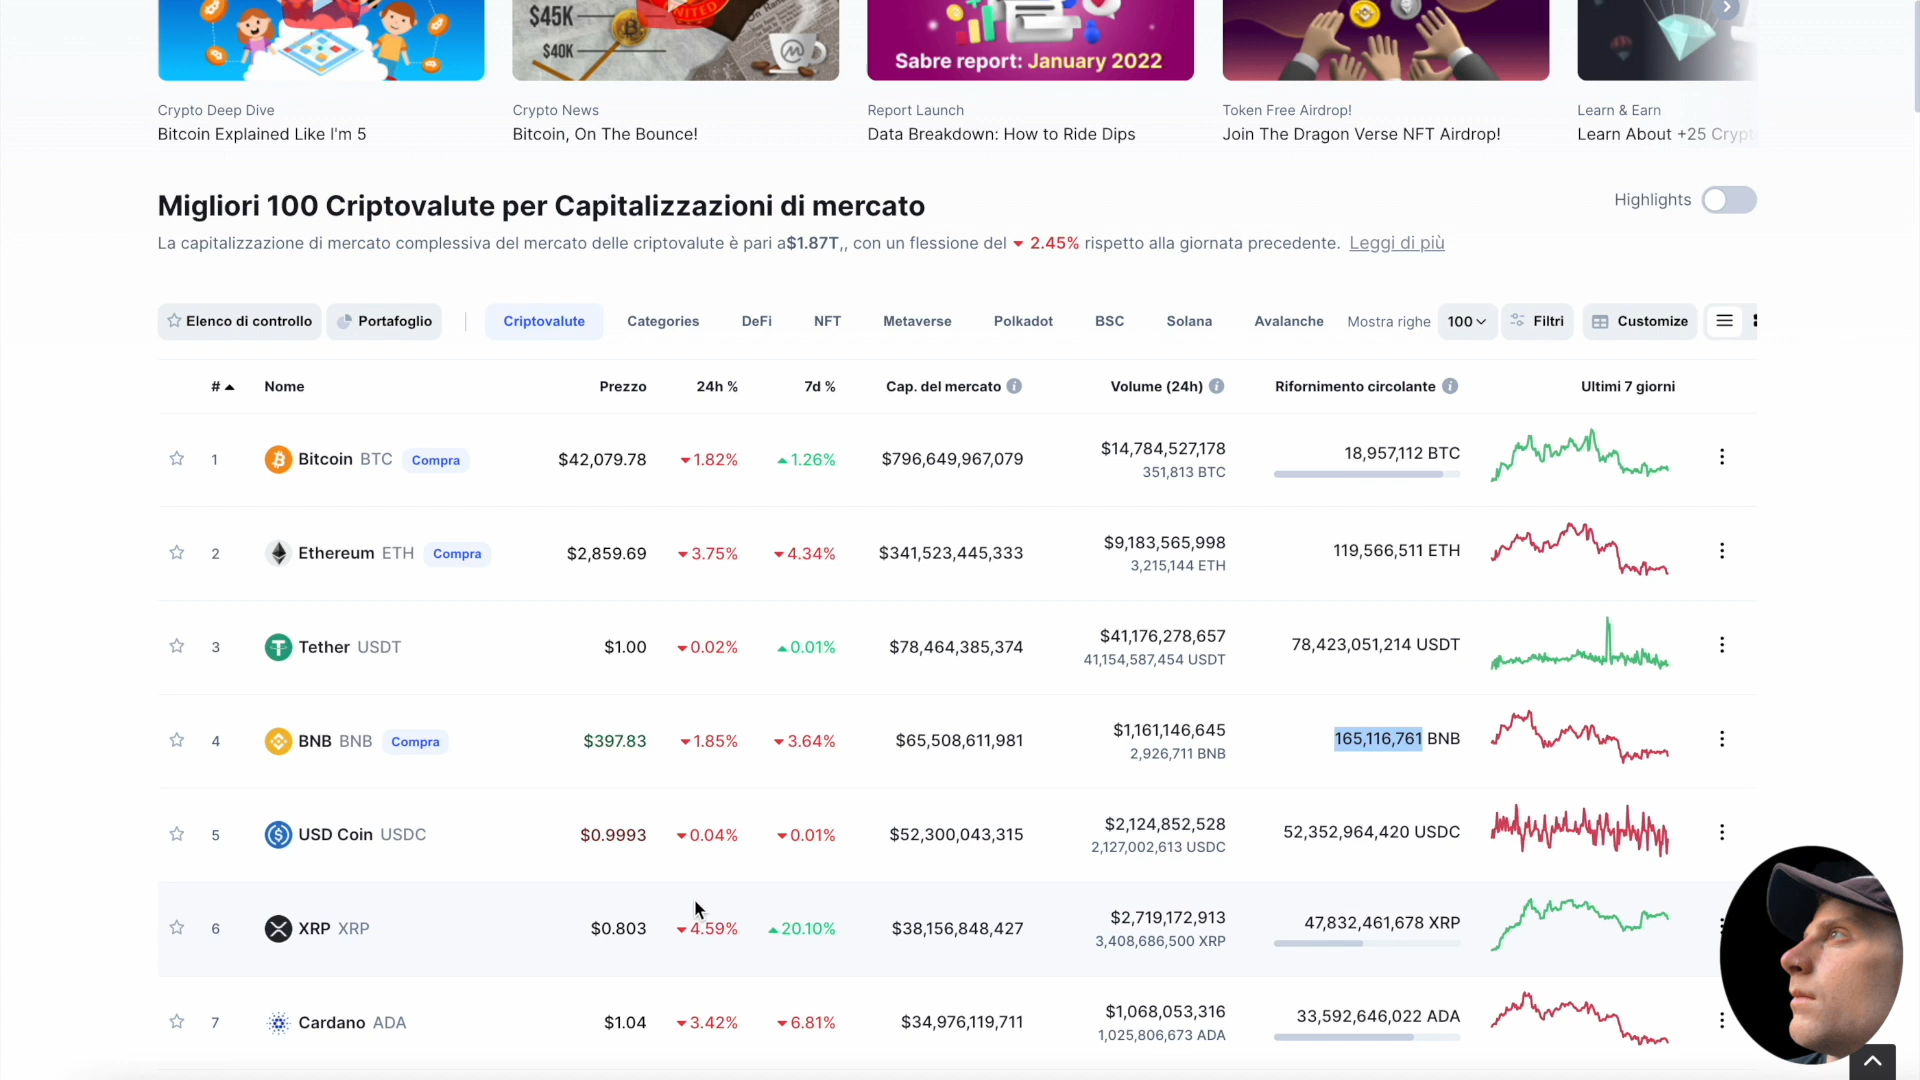 $45K
$40K
Sabre report: January 2022
Crypto Deep Dive
Bitcoin Explained Like I'm 5
Crypto News
Bitcoin, On The Bounce!
Report Launch
Data Breakdown: How to Ride Dips
Token Free Airdrop!
Join The Dragon Verse NFT Airdrop!
Learn & Earn
Learn About +25 Crypt
Migliori 100 Criptovalute per Capitalizzazioni di mercato
Highlights
La capitalizzazione di mercato complessiva del mercato delle criptovalute è pari a$1.87T,, con un flessione del 2.45% rispetto alla giornata precedente. Leggi di più
Elenco di controllo Portafoglio Criptovalute Categories DeFi NFT Metaverse Polkadot BSC Solana Avalanche Mostra righe 100 Filtri Customize
# Nome Prezzo 24h % 7d % Cap. del mercato Volume (24h) Rifornimento circolante Ultimi 7 giorni
1 Bitcoin BTC Compra $42,079.78 1.82% 1.26% $796,649,967,079 $14,784,527,178 18,957,112 BTC
351,813 BTC
2 Ethereum ETH Compra $2,859.69 3.75% 4.34% $341,523,445,333 $9,183,565,998 119,566,511 ETH
3,215,144 ETH
3 Tether USDT $1.00 0.02% 0.01% $78,464,385,374 $41,176,278,657 78,423,051,214 USDT
41,154,587,454 USDT
4 BNB BNB Compra $397.83 1.85% 3.64% $65,508,611,981 $1,161,146,645 165,116,761 BNB
2,926,711 BNB
5 USD Coin USDC $0.9993 0.04% 0.01% $52,300,043,315 $2,124,852,528 52,352,964,420 USDC
2,127,002,613 USDC
6 XRP XRP $0.803 4.59% 20.10% $38,156,848,427 $2,719,172,913 47,832,461,678 XRP
3,408,686,500 XRP
7 Cardano ADA $1.04 3.42% 6.81% $34,976,119,711 $1,068,053,316 33,592,646,022 ADA
1,025,806,673 ADA